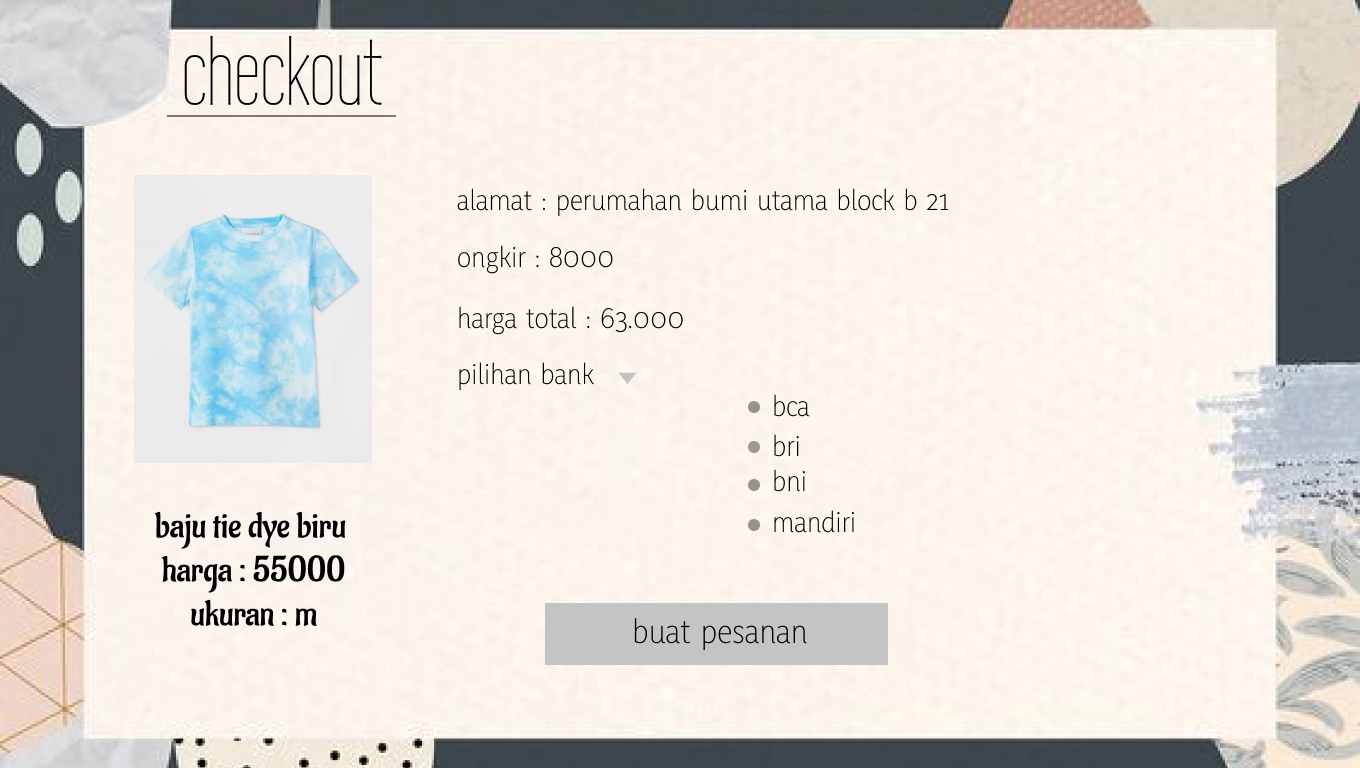 checkout
alamat : perumahan bumi utama block b 21
ongkir : 8000
harga total : 63.000
pilihan bank
bca
bri
bni
mandiri
baju tie dye biru
harga : 55000
ukuran : m
buat pesanan